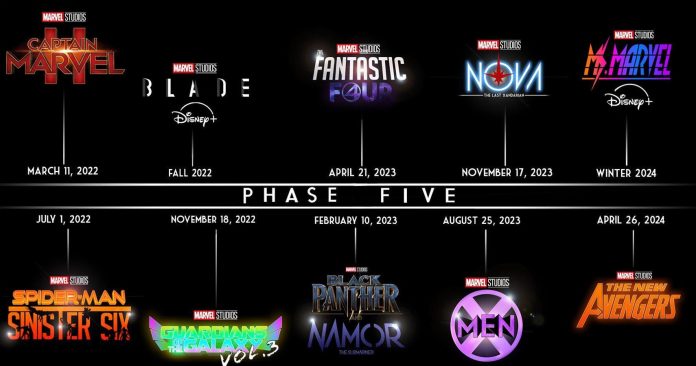 MARVEL STUDIOS
CAPTAIN
MARVEL
II
MARCH 11, 2022
MARVEL STUDIOS
BLADE
Disney+
FALL 2022
MARVEL STUDIOS
THE
FANTASTIC
FOUR
APRIL 21, 2023
MARVEL STUDIOS
NOVA
THE LAST XANDARIAN
NOVEMBER 17, 2023
MARVEL STUDIOS
MS. MARVEL
Disney+
WINTER 2024
PHASE FIVE
JULY 1, 2022
MARVEL STUDIOS
SPIDER-MAN
SINISTER SIX
NOVEMBER 18, 2022
MARVEL STUDIOS
GUARDIANS
OF THE GALAXY
VOL.3
FEBRUARY 10, 2023
MARVEL STUDIOS
BLACK
PANTHER
NAMOR
THE SUBMARINER
AUGUST 25, 2023
MARVEL STUDIOS
X MEN
APRIL 26, 2024
MARVEL STUDIOS
THE NEW
AVENGERS